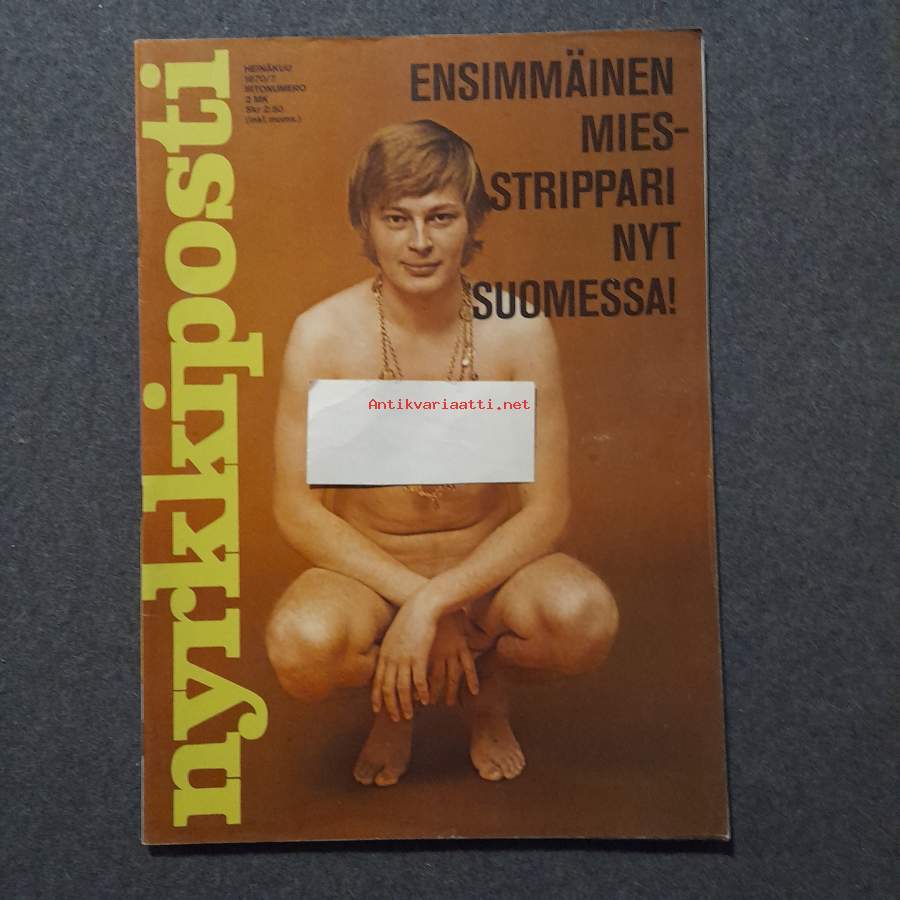 nyrkkiposti
HEINÄKUU
1970/7
IRTONUMERO
2 MK
Skr 2:50
(inkl. moms.)
ENSIMMÄINEN
MIES-
STRIPPARI
NYT
SUOMESSA!
Antikvariaatti.net